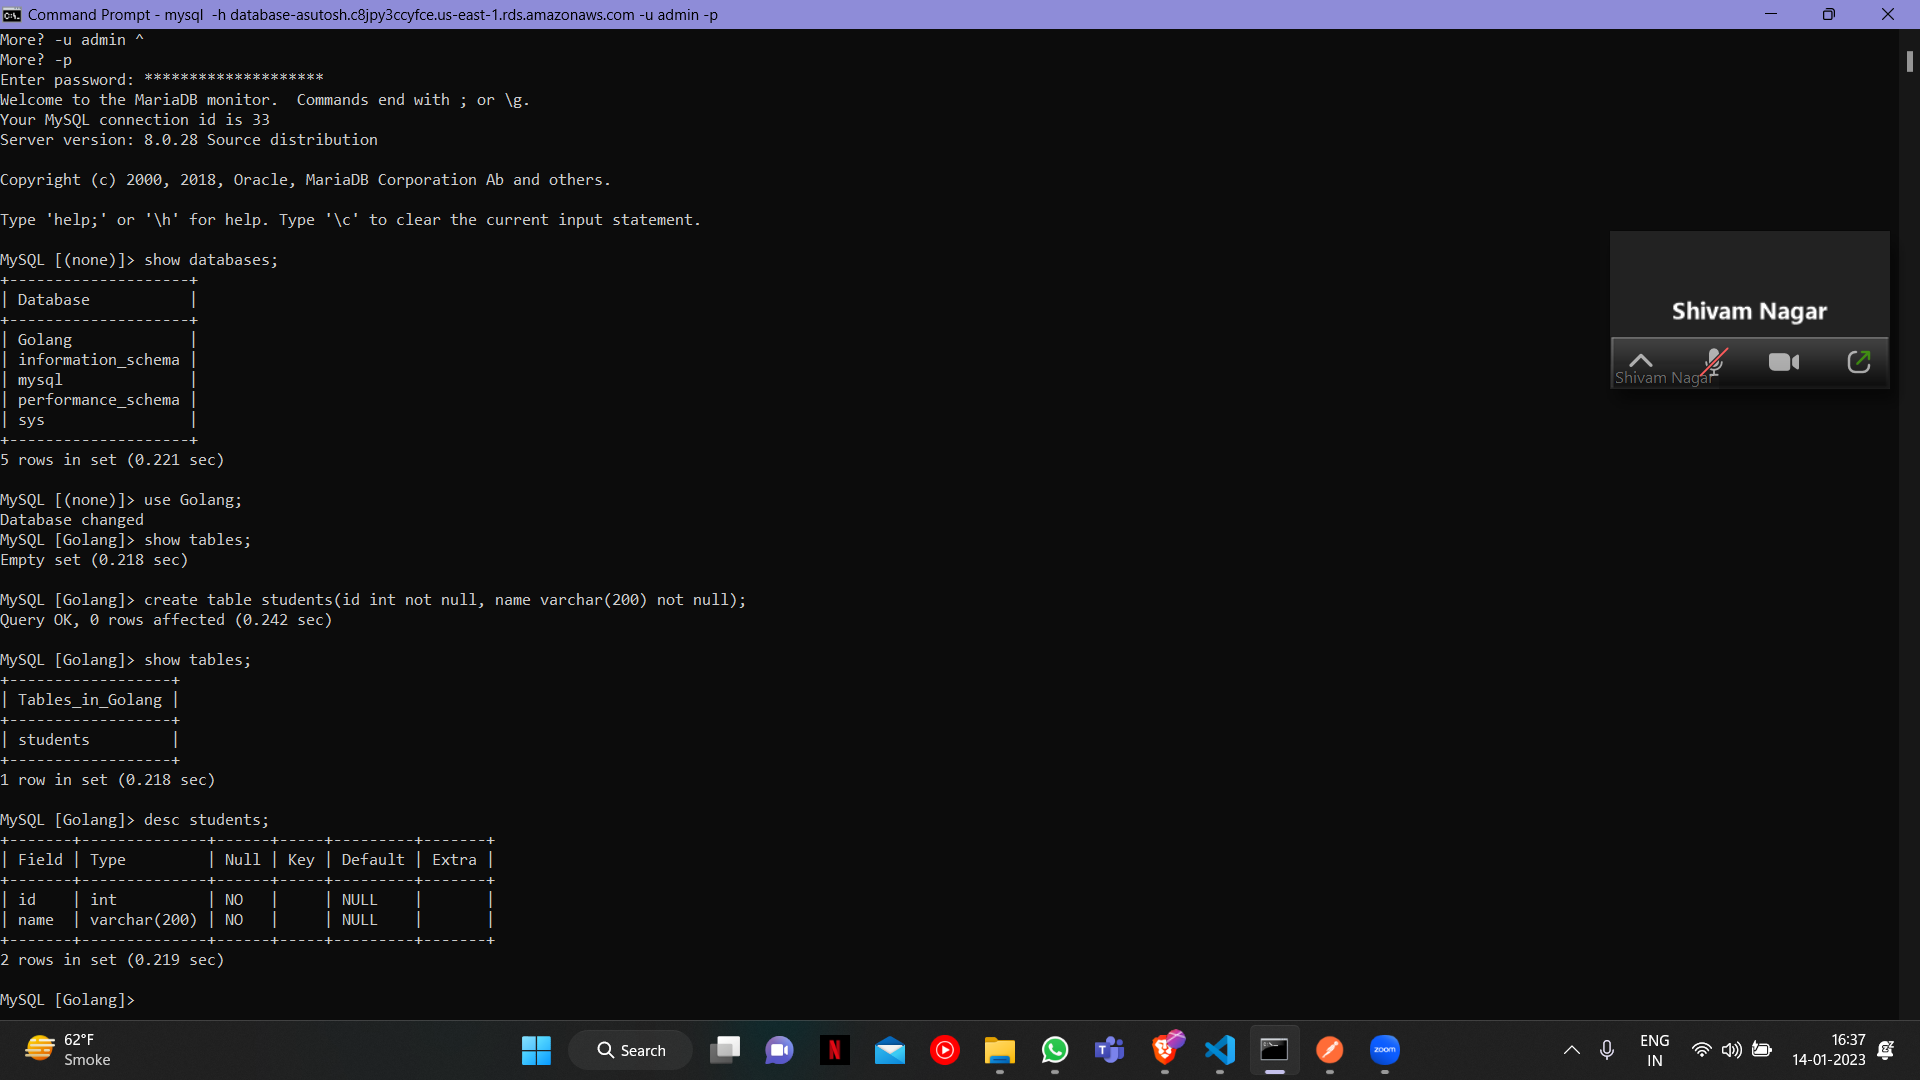 Command Prompt - mysql  -h database-asutosh.c8jpy3ccyfce.us-east-1.rds.amazonaws.com -u admin -p
More? -u admin ^
More? -p
Enter password: ********************
Welcome to the MariaDB monitor.  Commands end with ; or \g.
Your MySQL connection id is 33
Server version: 8.0.28 Source distribution

Copyright (c) 2000, 2018, Oracle, MariaDB Corporation Ab and others.

Type 'help;' or '\h' for help. Type '\c' to clear the current input statement.

MySQL [(none)]> show databases;
+--------------------+
| Database           |
+--------------------+
| Golang             |
| information_schema |
| mysql              |
| performance_schema |
| sys                |
+--------------------+
5 rows in set (0.221 sec)

MySQL [(none)]> use Golang;
Database changed
MySQL [Golang]> show tables;
Empty set (0.218 sec)

MySQL [Golang]> create table students(id int not null, name varchar(200) not null);
Query OK, 0 rows affected (0.242 sec)

MySQL [Golang]> show tables;
+------------------+
| Tables_in_Golang |
+------------------+
| students         |
+------------------+
1 row in set (0.218 sec)

MySQL [Golang]> desc students;
+-------+--------------+------+-----+---------+-------+
| Field | Type         | Null | Key | Default | Extra |
+-------+--------------+------+-----+---------+-------+
| id    | int          | NO   |     | NULL    |       |
| name  | varchar(200) | NO   |     | NULL    |       |
+-------+--------------+------+-----+---------+-------+
2 rows in set (0.219 sec)

MySQL [Golang]>
Shivam Nagar
Shivam Nagar
62°F
Smoke
Search
N
T
zoom
ENG
IN
16:37
14-01-2023